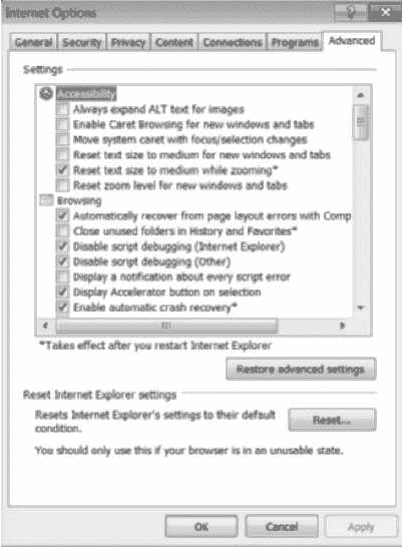 Internet Options
General Security Privacy Content Connections Programs Advanced
Settings
Accessibility
Always expand ALT text for images
Enable Caret Browsing for new windows and tabs
Move system caret with focus/selection changes
Reset text size to medium for new windows and tabs
Reset text size to medium while zooming*
Reset zoom level for new windows and tabs
Browsing
Automatically recover from page layout errors with Comp
Close unused folders in History and Favorites*
Disable script debugging (Internet Explorer)
Disable script debugging (Other)
Display a notification about every script error
Display Accelerator button on selection
Enable automatic crash recovery*
*Takes effect after you restart Internet Explorer
Restore advanced settings
Reset Internet Explorer settings
Resets Internet Explorer's settings to their default
condition.
Reset...
You should only use this if your browser is in an unusable state.
OK Cancel Apply